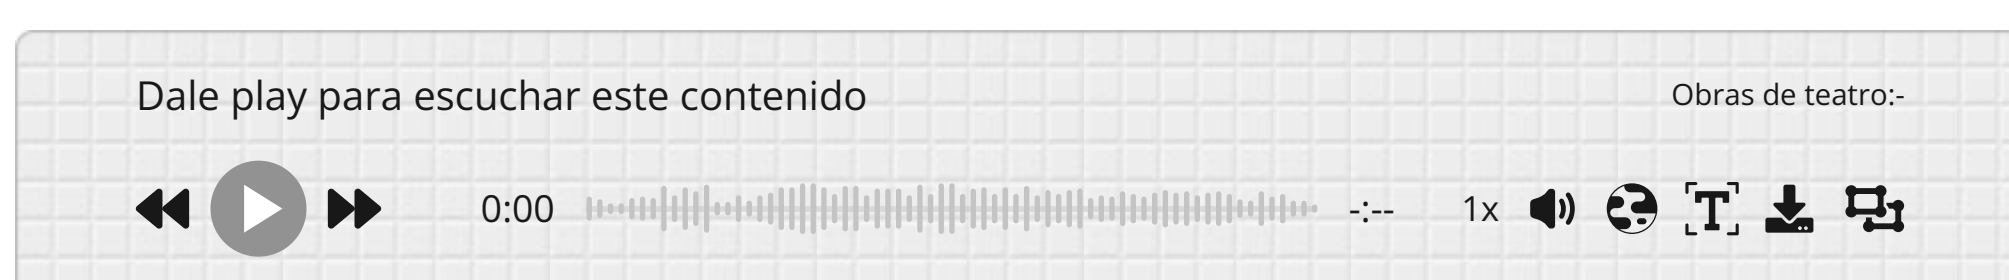 Dale play para escuchar este contenido
Obras de teatro:-
0:00
-:--
1x